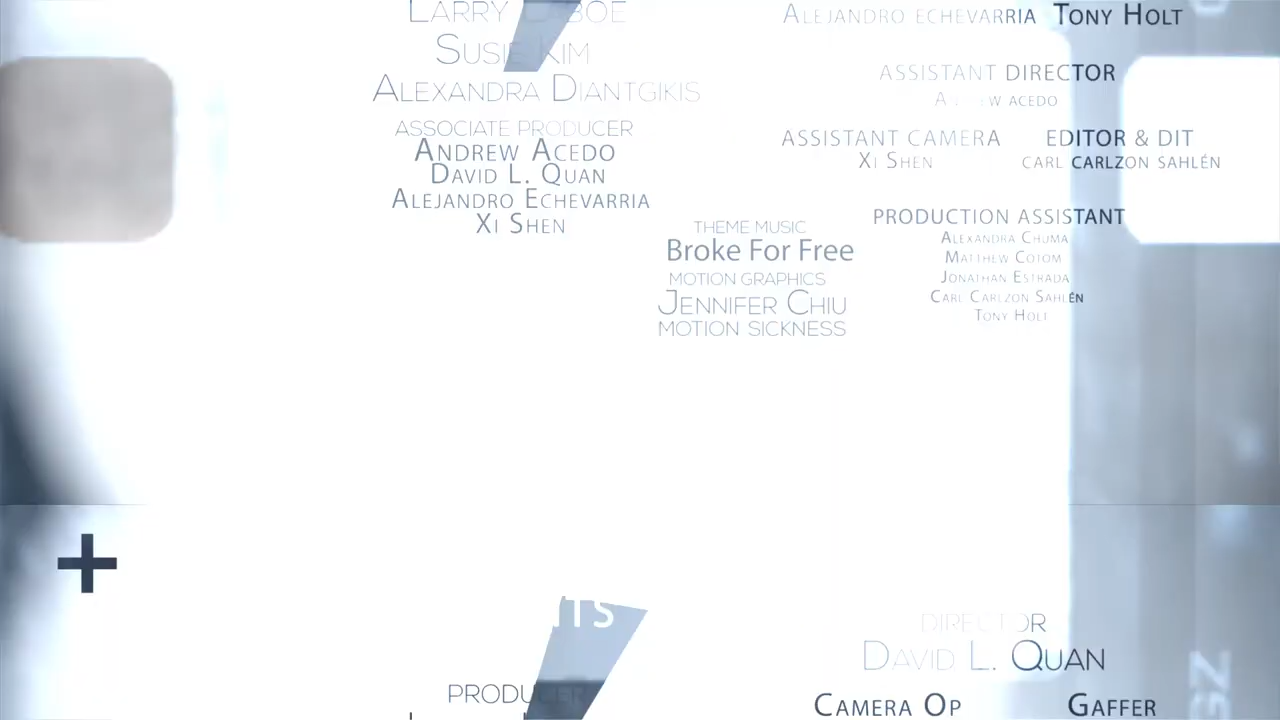 LARRY LABOE
SUSIE KIM
ALEXANDRA DIANTGIKIS
ASSOCIATE PRODUCER
ANDREW ACEDO
DAVID L. QUAN
ALEJANDRO ECHEVARRIA
XI SHEN
THEME MUSIC
Broke For Free
MOTION GRAPHICS
JENNIFER CHIU
MOTION SICKNESS
ALEJANDRO ECHEVARRIA TONY HOLT
ASSISTANT DIRECTOR
ANDREW ACEDO
ASSISTANT CAMERA EDITOR & DIT
XI SHEN CARL CARLZON SAHLÉN
PRODUCTION ASSISTANT
ALEXANDRA CHUMA
MATTHEW COTOM
JONATHAN ESTRADA
CARL CARLZON SAHLÉN
TONY HOLT
PRODUCER
DIRECTOR
DAVID L. QUAN
CAMERA OP GAFFER